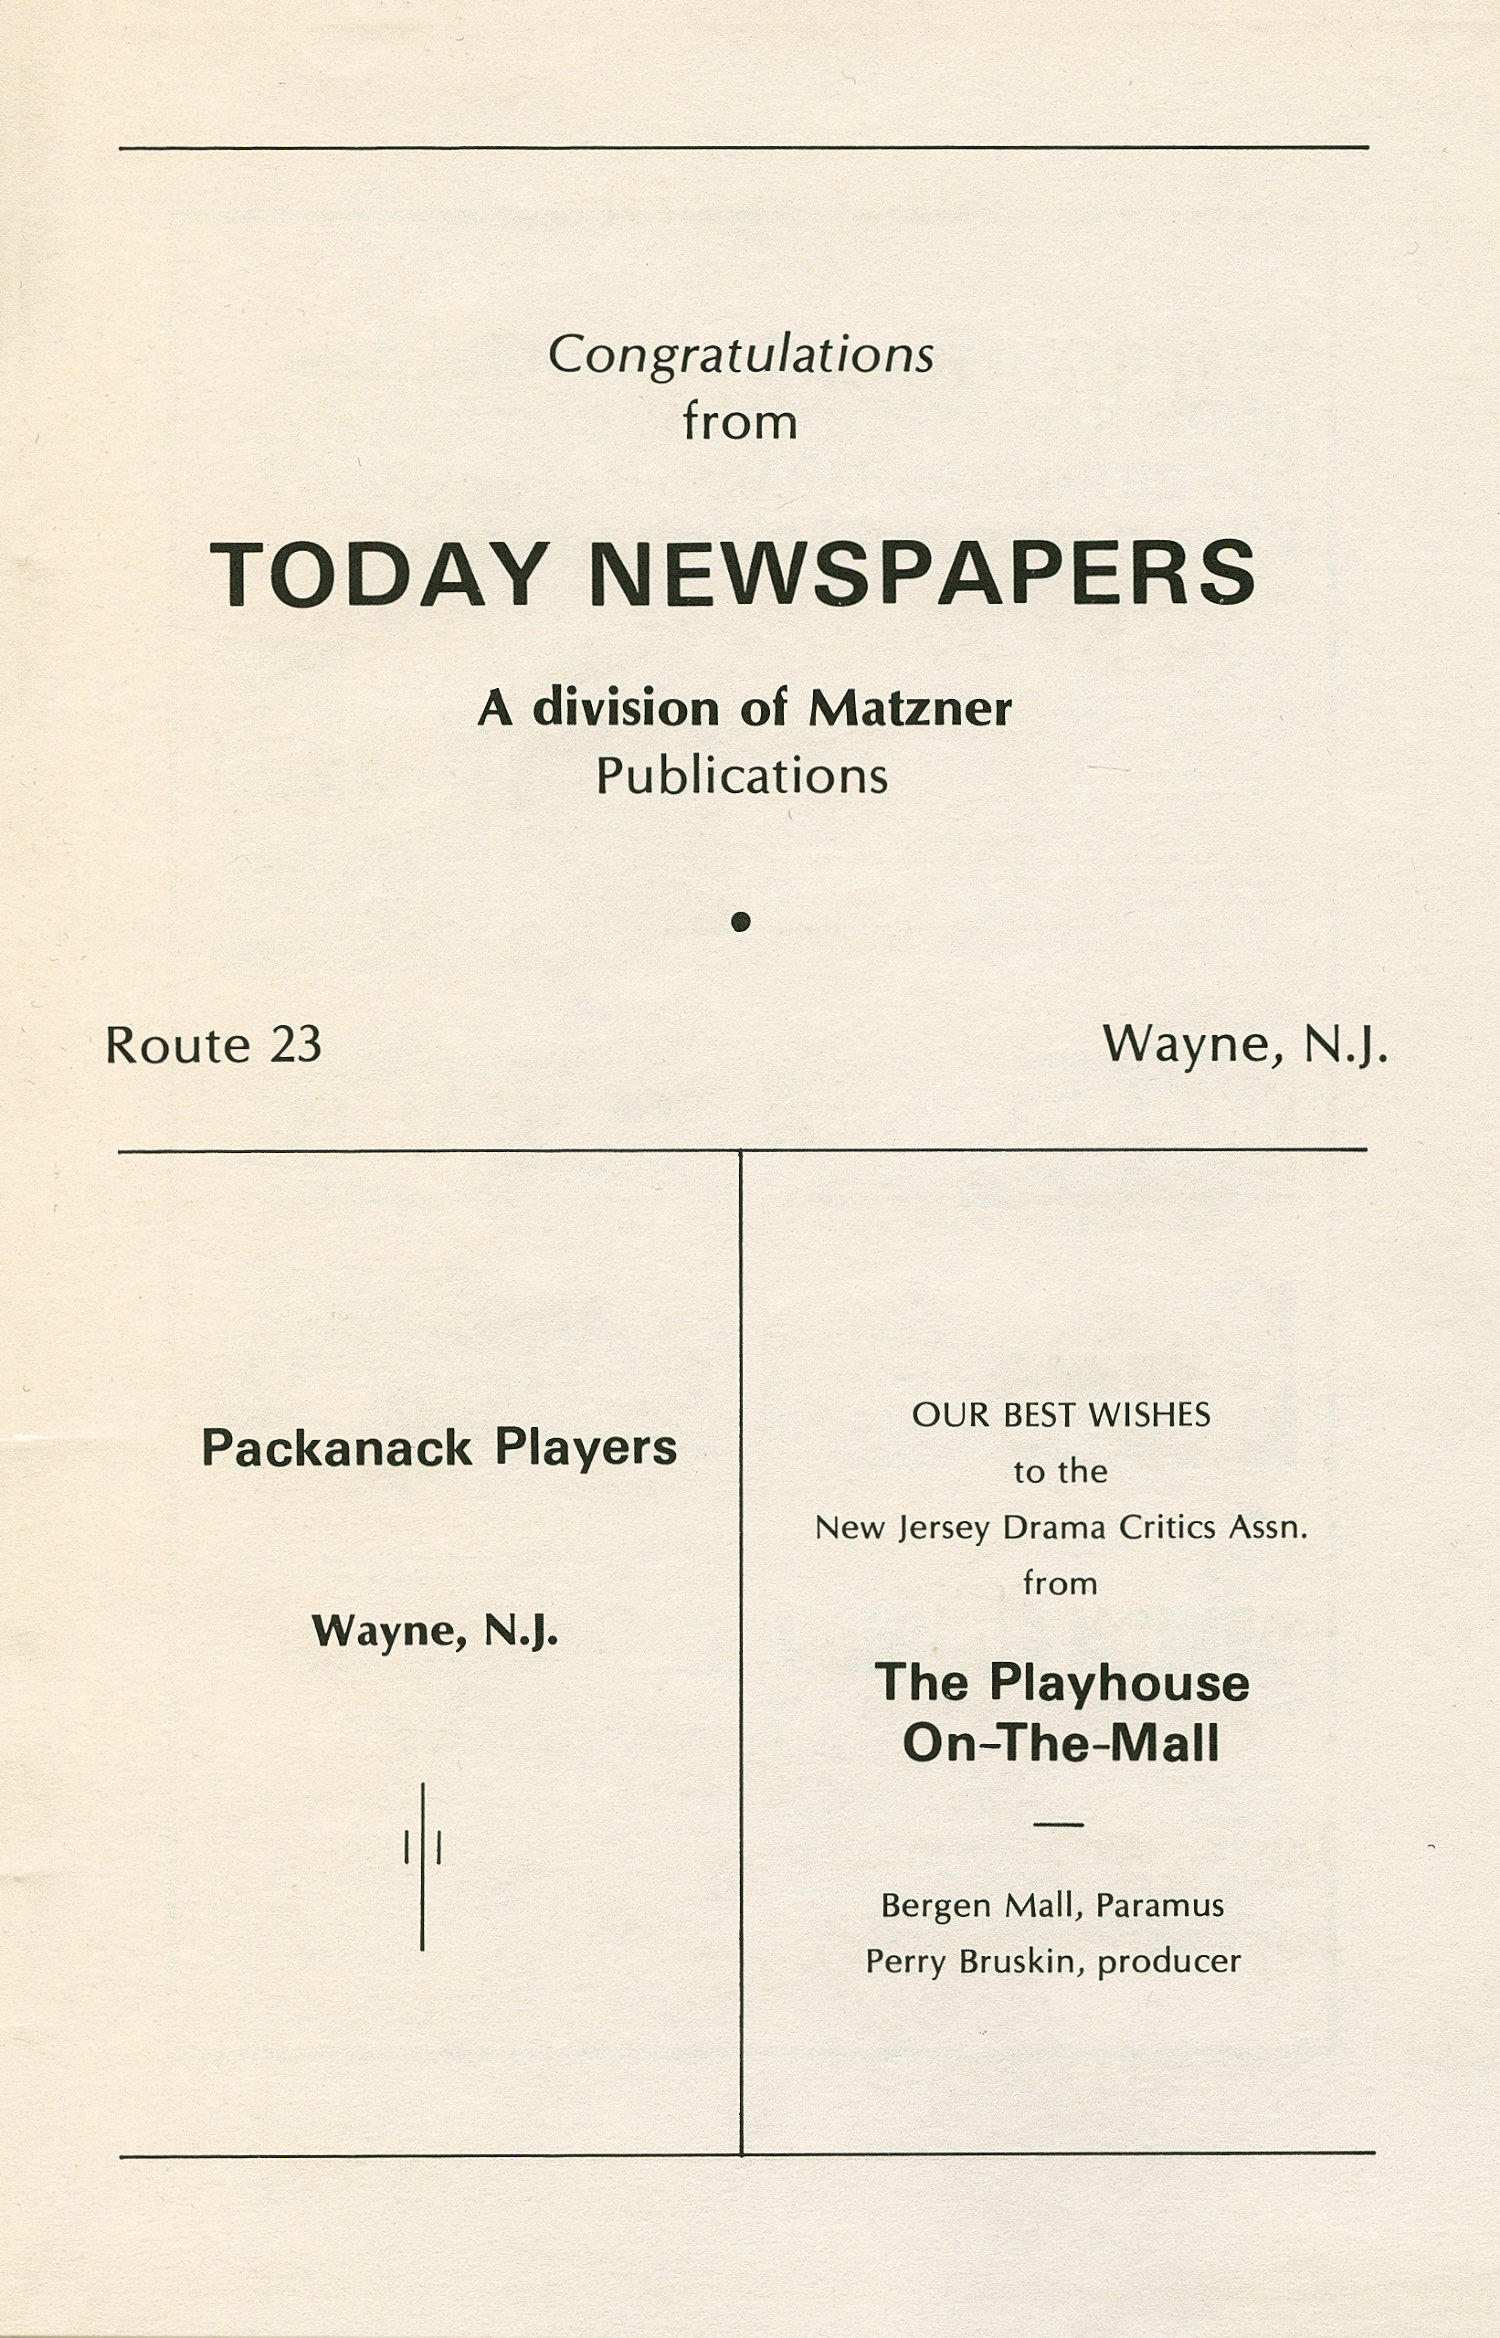 Congratulations
from
TODAY NEWSPAPERS
A division of Matzner
Publications
Route 23 Wayne, N.J.
Packanack Players
Wayne, N.J.
OUR BEST WISHES
to the
New Jersey Drama Critics Assn.
from
The Playhouse
On-The-Mall
Bergen Mall, Paramus
Perry Bruskin, producer